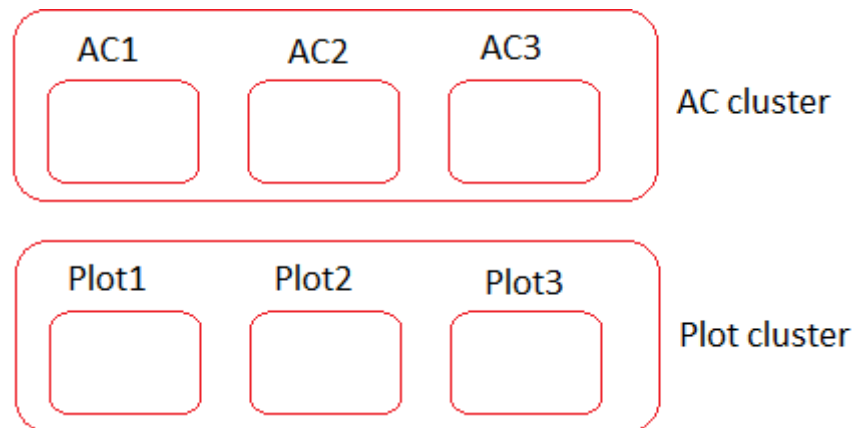 AC1
AC2
AC3
AC cluster
Plot1
Plot2
Plot3
Plot cluster